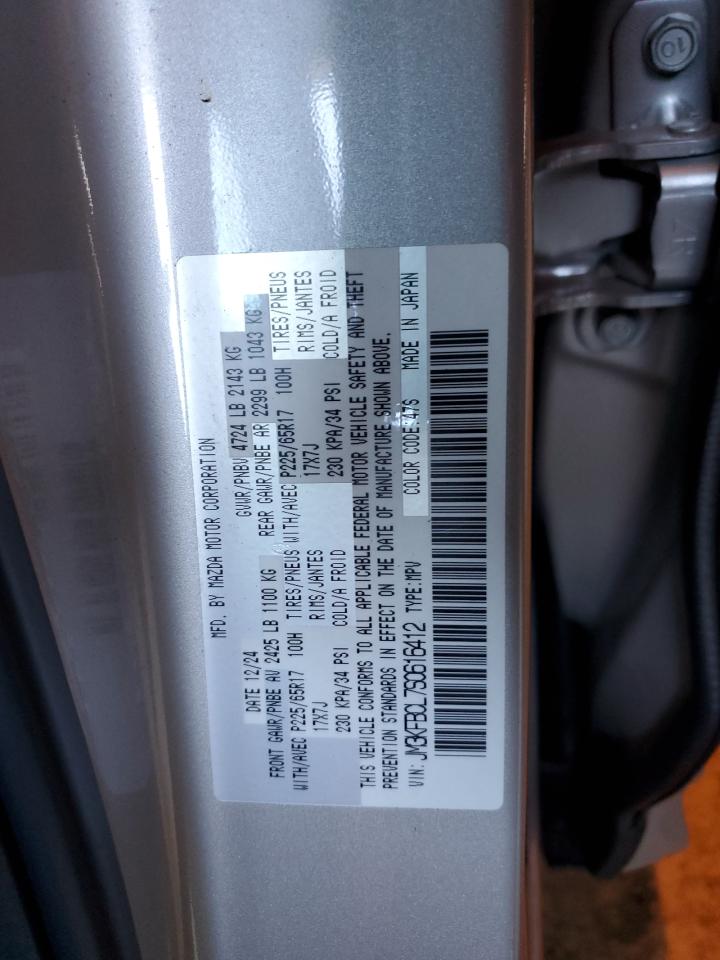 MFD. BY MAZDA MOTOR CORPORATION
DATE 12/24 GVWR/PNBV 4724 LB 2143 KG
FRONT GAWR/PNBE AV 2425 LB 1100 KG REAR GAWR/PNBE AR 2299 LB 1043 KG
WITH/AVEC P225/65R17 100H TIRES/PNEUS WITH/AVEC P225/65R17 100H TIRES/PNEUS
17X7J RIMS/JANTES 17X7J RIMS/JANTES
230 KPA/34 PSI COLD/A FROID 230 KPA/34 PSI COLD/A FROID
THIS VEHICLE CONFORMS TO ALL APPLICABLE FEDERAL MOTOR VEHICLE SAFETY AND THEFT
PREVENTION STANDARDS IN EFFECT ON THE DATE OF MANUFACTURE SHOWN ABOVE.
VIN: JM3KFBCL7S0616412 TYPE:MPV COLOR CODE:47S MADE IN JAPAN
10